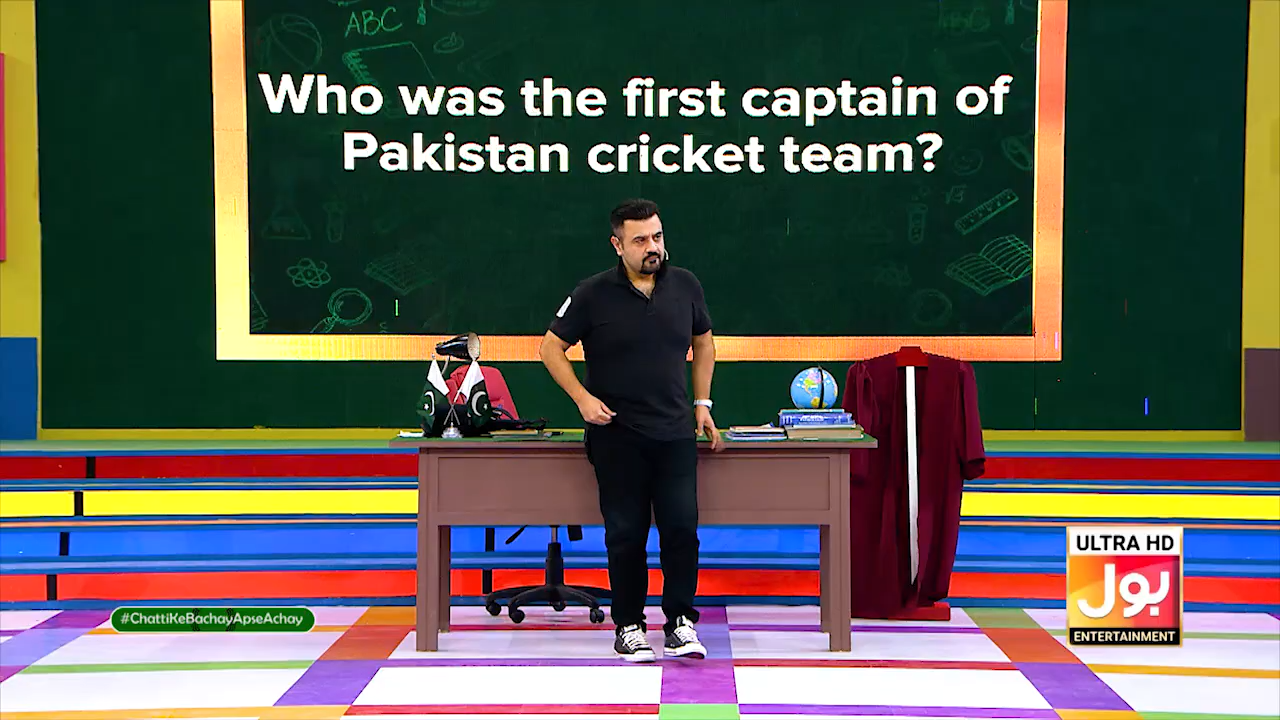 ABC
Who was the first captain of
Pakistan cricket team?
#ChattiKeBachayApseAchay
ULTRA HD
بول
ENTERTAINMENT